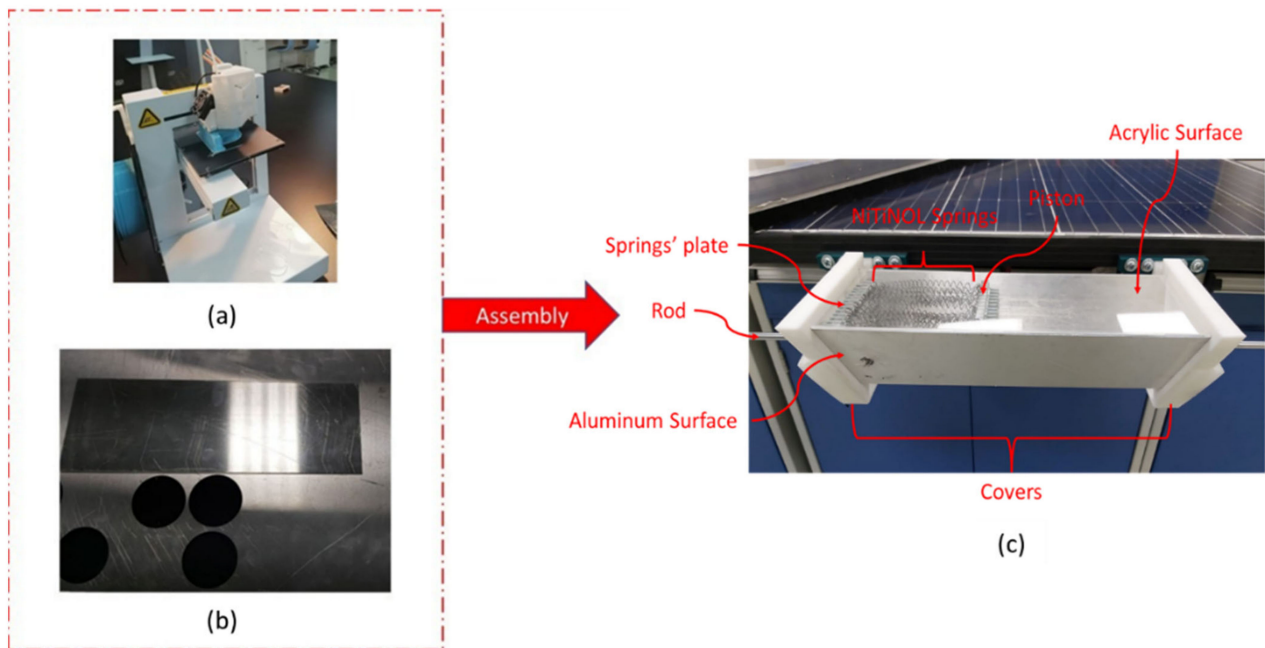 (a)
(b)
Assembly
Acrylic Surface
NiTiNOL Springs
Piston
Springs' plate
Rod
Aluminum Surface
Covers
(c)